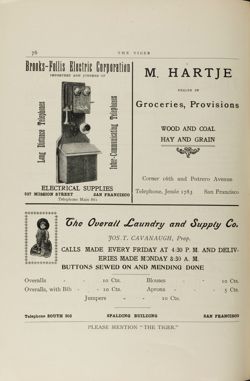 76
THE TIGER
Brooks-Follis Electric Corporation
IMPORTERS AND JOBBERS OF
Long Distance Telephones
Inter-Communicating Telephones
ELECTRICAL SUPPLIES
527 MISSION STREET SAN FRANCISCO
Telephone Main 861
M. HARTJE
DEALER IN
Groceries, Provisions
WOOD AND COAL
HAY AND GRAIN
Corner 16th and Potrero Avenue
Telephone, Jessie 1783 San Francisco
The Overall Laundry and Supply Co.
JOS. T. CAVANAUGH, Prop.
CALLS MADE EVERY FRIDAY AT 4:30 P. M. AND DELIV-
ERIES MADE MONDAY 8:30 A. M.
BUTTONS SEWED ON AND MENDING DONE
Overalls - - 10 Cts. Blouses - - 10 Cts.
Overalls, with Bib - - 10 Cts. Aprons - - 5 Cts.
Jumpers - - 10 Cts.
Telephone SOUTH 302 SPALDING BUILDING SAN FRANCISCO
PLEASE MENTION "THE TIGER."